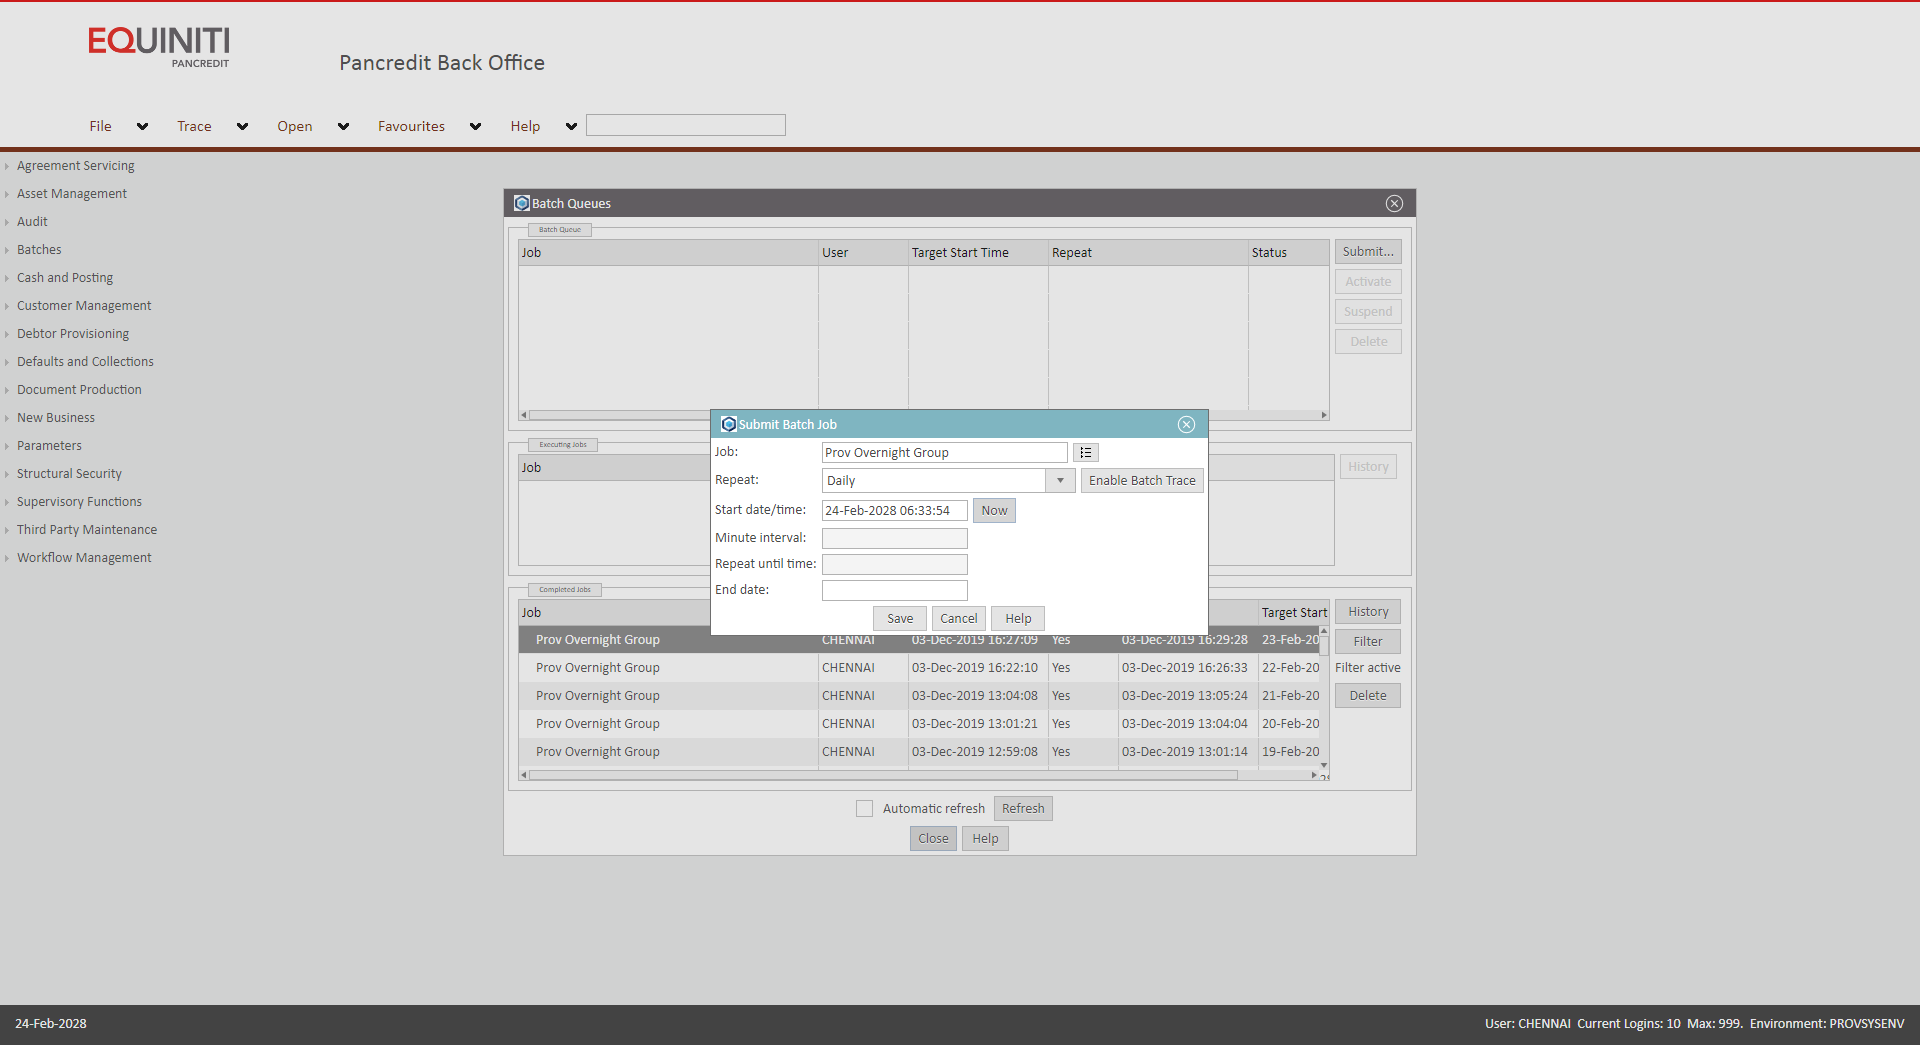 EQUINITI
PANCREDIT
Pancredit Back Office
File Trace Open Favourites Help
Agreement Servicing
Asset Management
Audit
Batches
Cash and Posting
Customer Management
Debtor Provisioning
Defaults and Collections
Document Production
New Business
Parameters
Structural Security
Supervisory Functions
Third Party Maintenance
Workflow Management
Batch Queues
Batch Queue
Job User Target Start Time Repeat Status
Submit...
Activate
Suspend
Delete
Executing Jobs
Job
History
Submit Batch Job
Job: Prov Overnight Group
Repeat: Daily Enable Batch Trace
Start date/time: 24-Feb-2028 06:33:54 Now
Minute interval:
Repeat until time:
End date:
Save Cancel Help
Completed Jobs
Job Target Start
Prov Overnight Group CHENNAI 03-Dec-2019 16:27:09 Yes 03-Dec-2019 16:29:28 23-Feb-20
Prov Overnight Group CHENNAI 03-Dec-2019 16:22:10 Yes 03-Dec-2019 16:26:33 22-Feb-20
Prov Overnight Group CHENNAI 03-Dec-2019 13:04:08 Yes 03-Dec-2019 13:05:24 21-Feb-20
Prov Overnight Group CHENNAI 03-Dec-2019 13:01:21 Yes 03-Dec-2019 13:04:04 20-Feb-20
Prov Overnight Group CHENNAI 03-Dec-2019 12:59:08 Yes 03-Dec-2019 13:01:14 19-Feb-20
History
Filter
Filter active
Delete
Automatic refresh Refresh
Close Help
24-Feb-2028
User: CHENNAI Current Logins: 10 Max: 999. Environment: PROVSYSENV